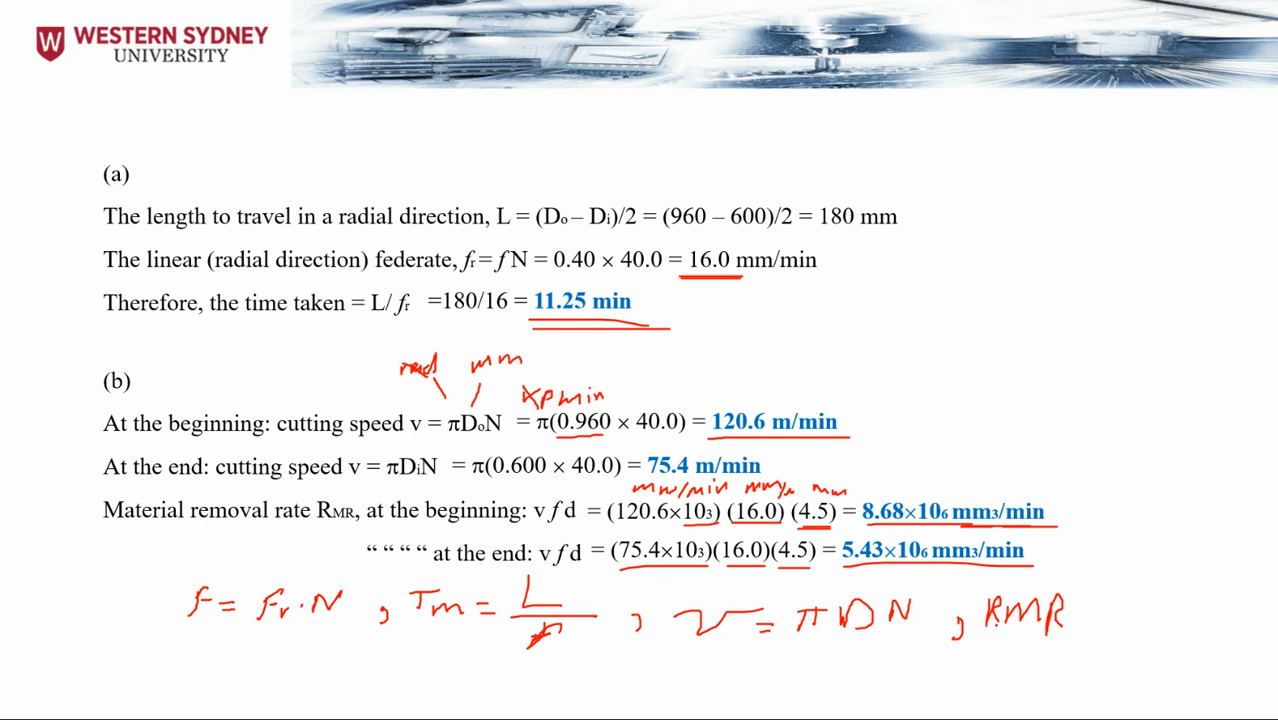 WESTERN SYDNEY
UNIVERSITY
(a)
The length to travel in a radial direction, L = (Do – Di)/2 = (960 – 600)/2 = 180 mm
The linear (radial direction) federate, fr = f N = 0.40 × 40.0 = 16.0 mm/min
Therefore, the time taken = L/ fr =180/16 = 11.25 min
mm
(b)
min
At the beginning: cutting speed v = πDoN = π(0.960 × 40.0) = 120.6 m/min
At the end: cutting speed v = πDiN = π(0.600 × 40.0) = 75.4 m/min
mm/min mm
Material removal rate RMR, at the beginning: v f d = (120.6×103) (16.0) (4.5) = 8.68×106 mm3/min
“ “ “ “ at the end: v f d = (75.4×103)(16.0)(4.5) = 5.43×106 mm3/min
f = fr . N , Tm = L , v = πDN , RMR